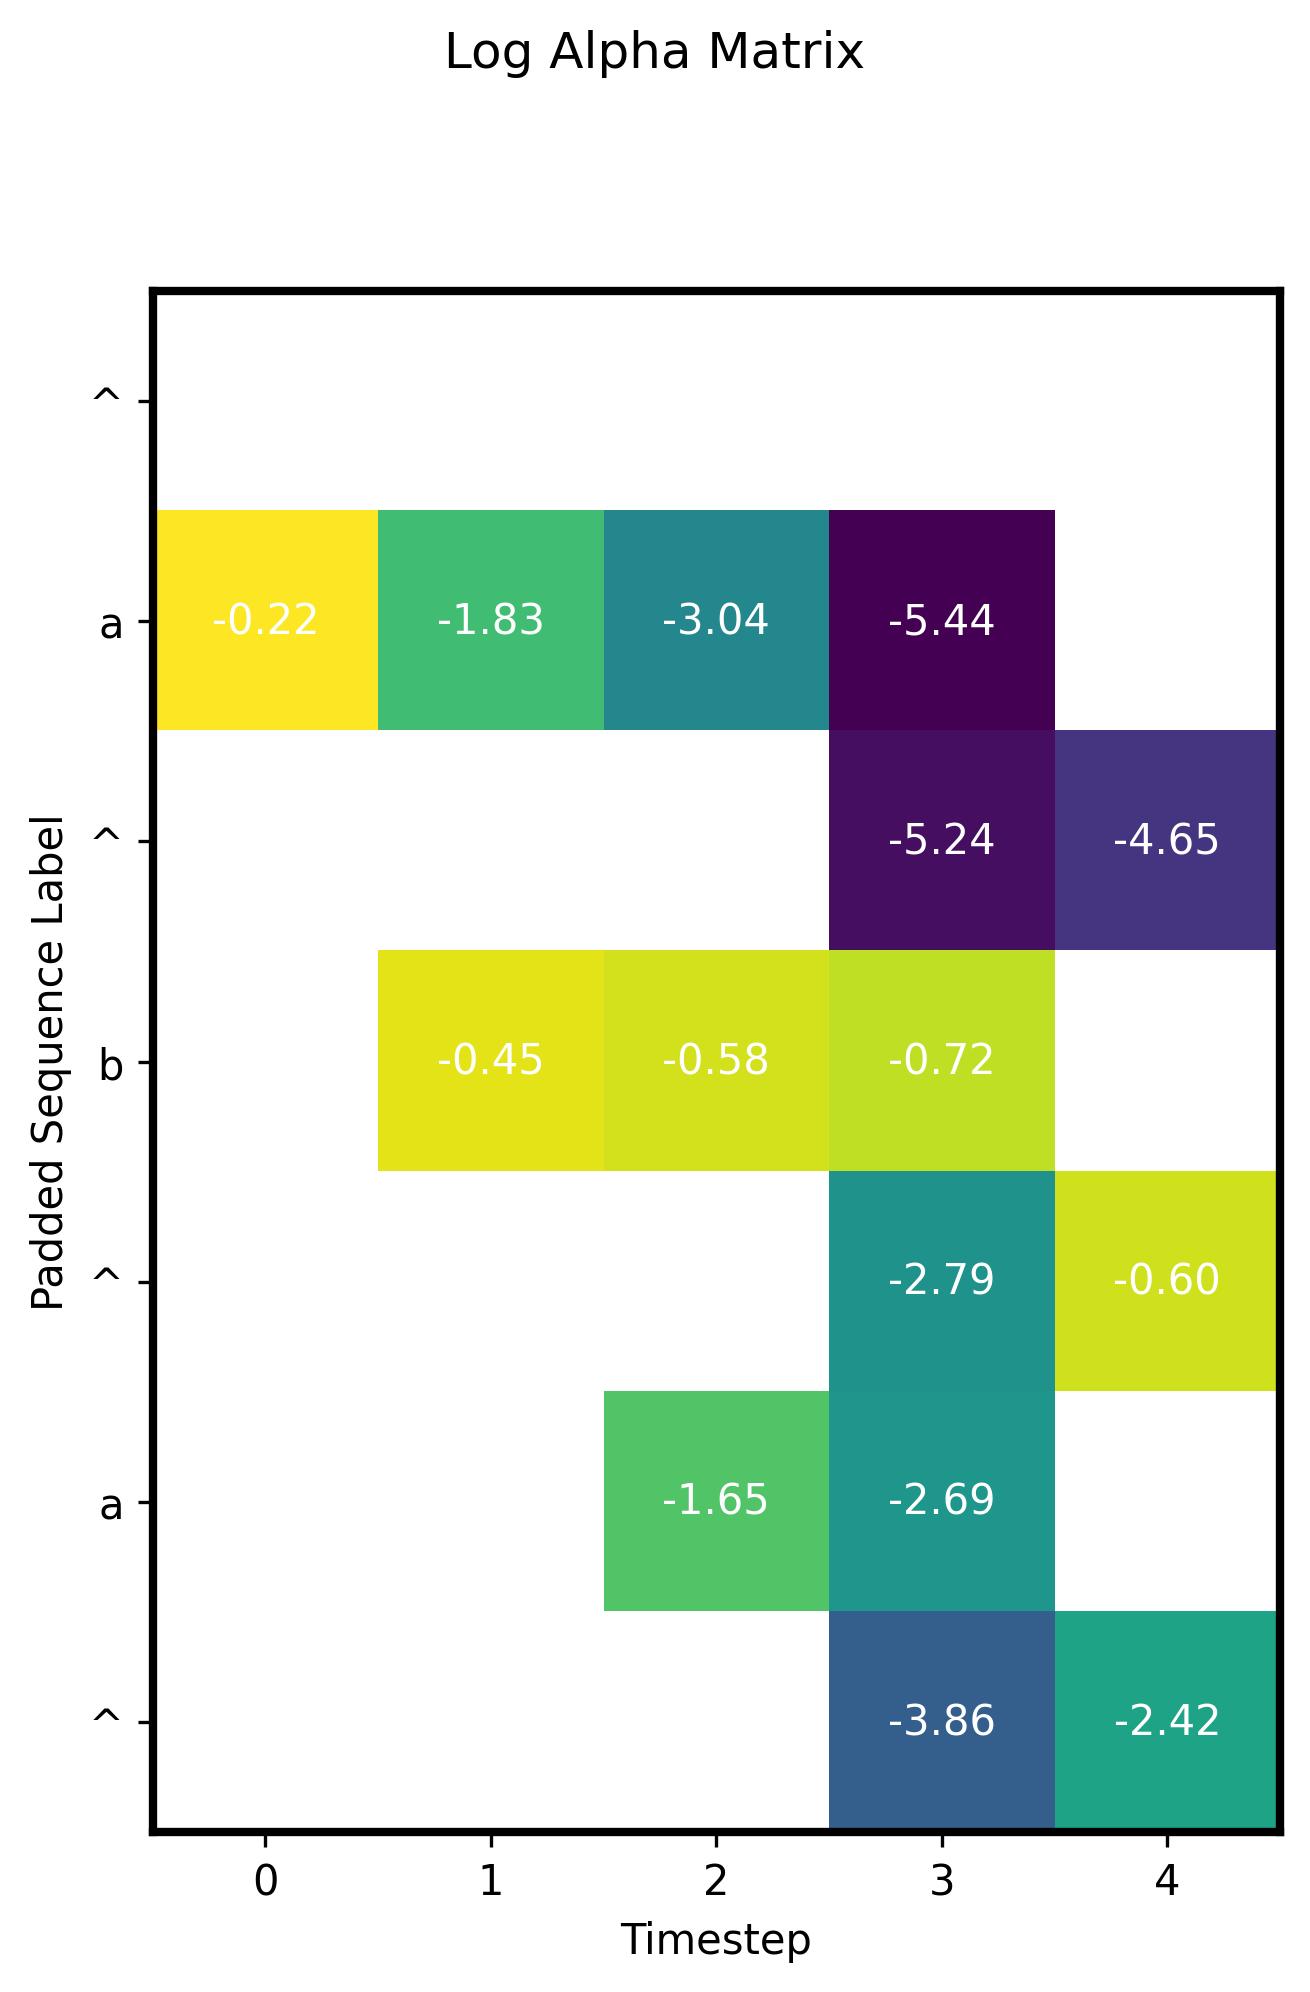 Log Alpha Matrix
Padded Sequence Label
^
a -0.22 -1.83 -3.04 -5.44
^ -5.24 -4.65
b -0.45 -0.58 -0.72
^ -2.79 -0.60
a -1.65 -2.69
^ -3.86 -2.42
0 1 2 3 4
Timestep